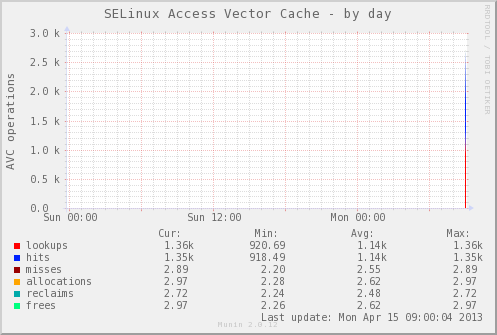 SELinux Access Vector Cache - by day
RRDTOOL / TOBI OETIKER
AVC operations
3.0 k
2.5 k
2.0 k
1.5 k
1.0 k
0.5 k
0.0
Sun 00:00 Sun 12:00 Mon 00:00
Cur: Min: Avg: Max:
lookups 1.36k 920.69 1.14k 1.36k
hits 1.35k 918.49 1.14k 1.35k
misses 2.89 2.20 2.55 2.89
allocations 2.97 2.28 2.62 2.97
reclaims 2.72 2.24 2.48 2.72
frees 2.97 2.26 2.62 2.97
Last update: Mon Apr 15 09:00:04 2013
Munin 2.0.12